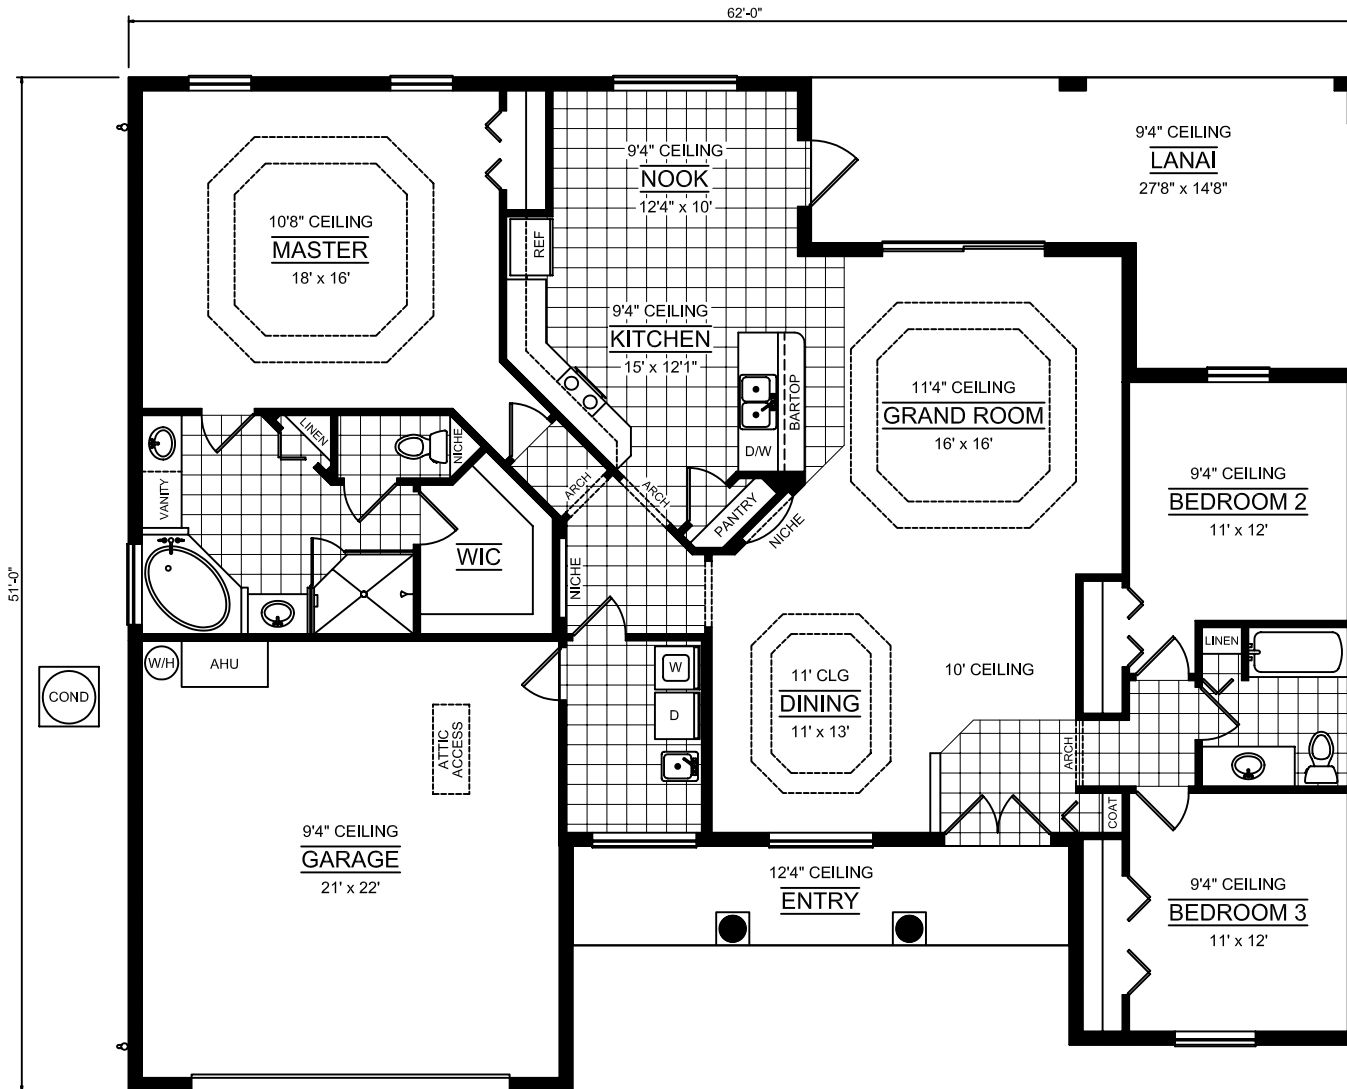 62'-0"
51'-0"
9'4" CEILING
LANAI
27'8" x 14'8"
9'4" CEILING
NOOK
12'4" x 10'
10'8" CEILING
MASTER
18' x 16'
REF
9'4" CEILING
KITCHEN
15' x 12'1"
BARTOP
D/W
11'4" CEILING
GRAND ROOM
16' x 16'
9'4" CEILING
BEDROOM 2
11' x 12'
LINEN
NICHE
VANITY
ARCH
ARCH
PANTRY
NICHE
WIC
NICHE
W/H
AHU
COND
W
D
11' CLG
DINING
11' x 13'
10' CEILING
LINEN
ARCH
COAT
ATTIC
ACCESS
9'4" CEILING
GARAGE
21' x 22'
12'4" CEILING
ENTRY
9'4" CEILING
BEDROOM 3
11' x 12'